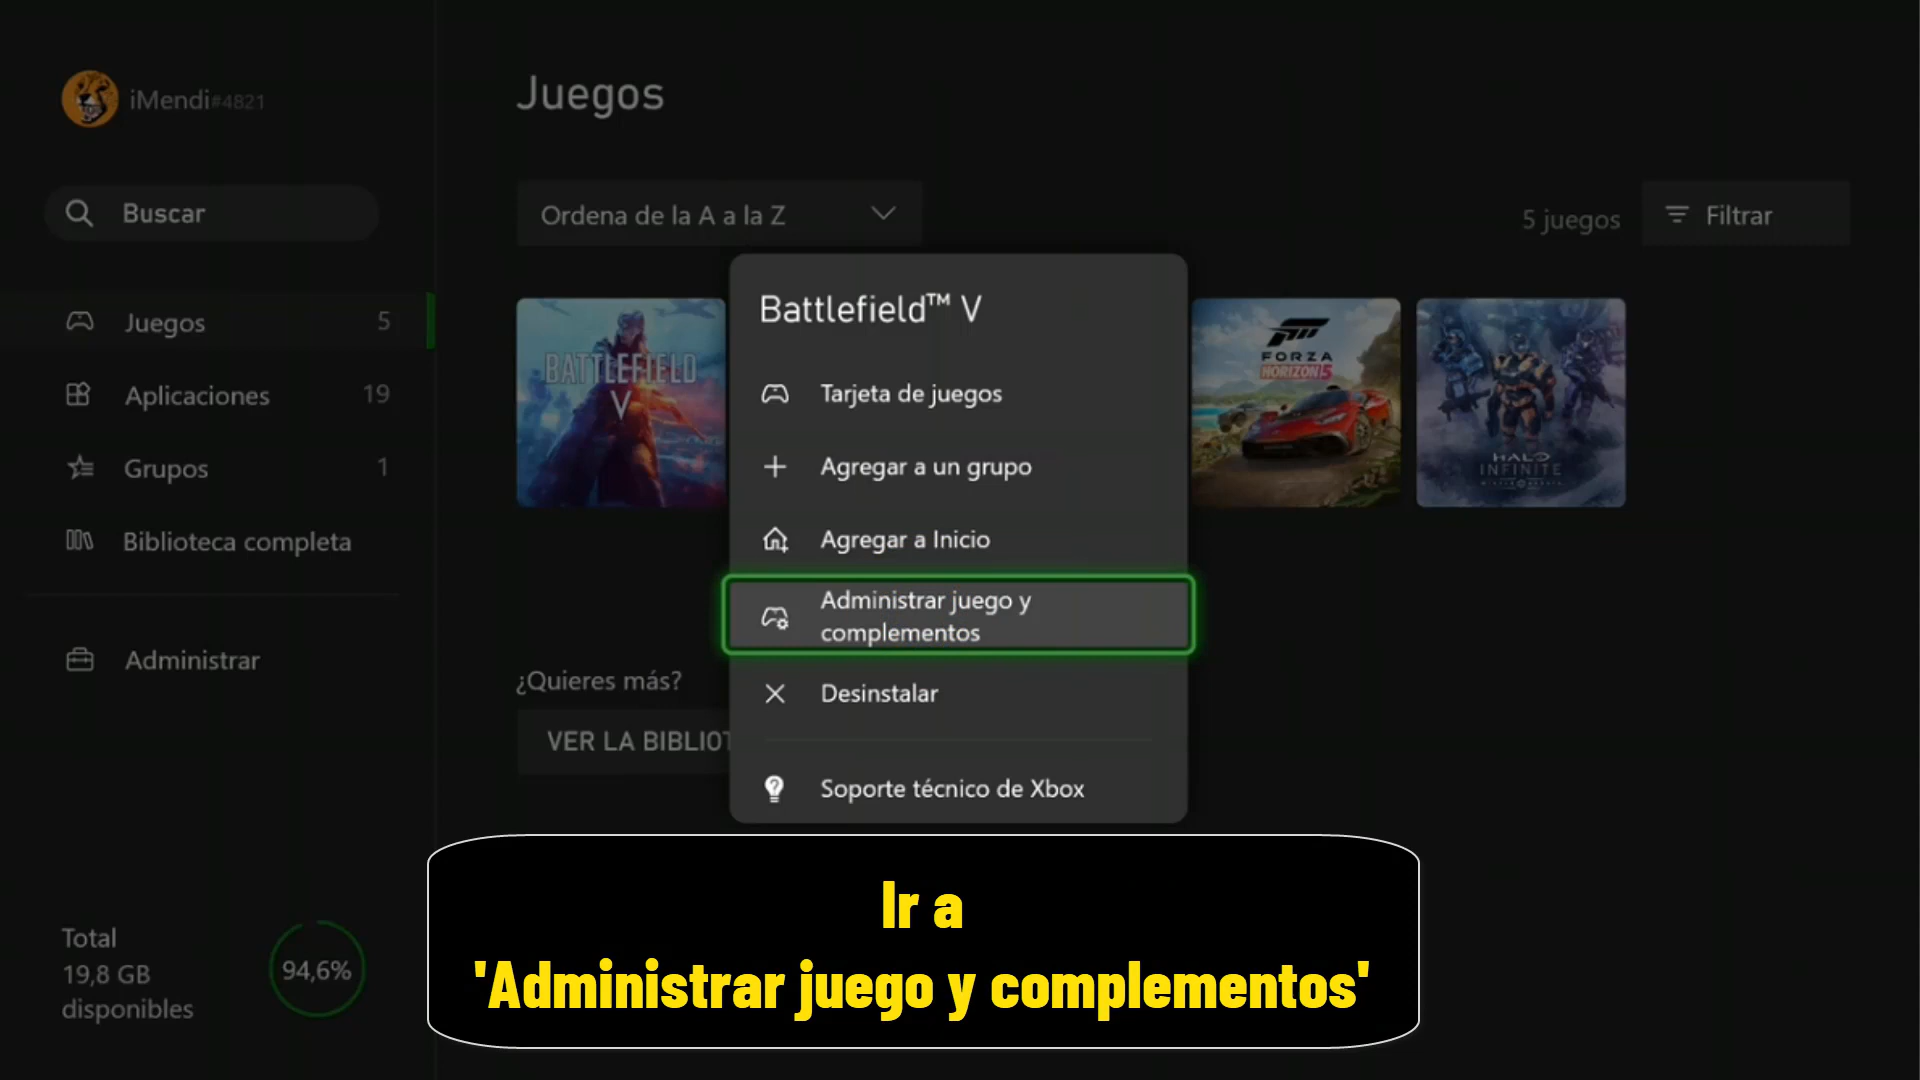 iMendi#4821
Juegos
Buscar
Ordena de la A a la Z
5 juegos
Filtrar
Juegos 5
Aplicaciones 19
Grupos 1
Biblioteca completa
Administrar
BATTLEFIELD
V
Battlefield™ V
Tarjeta de juegos
Agregar a un grupo
Agregar a Inicio
Administrar juego y
complementos
Desinstalar
Soporte técnico de Xbox
FORZA
HORIZON 5
HALO
INFINITE
¿Quieres más?
VER LA BIBLIOT
Total
19,8 GB
disponibles
94,6%
Ir a
'Administrar juego y complementos'